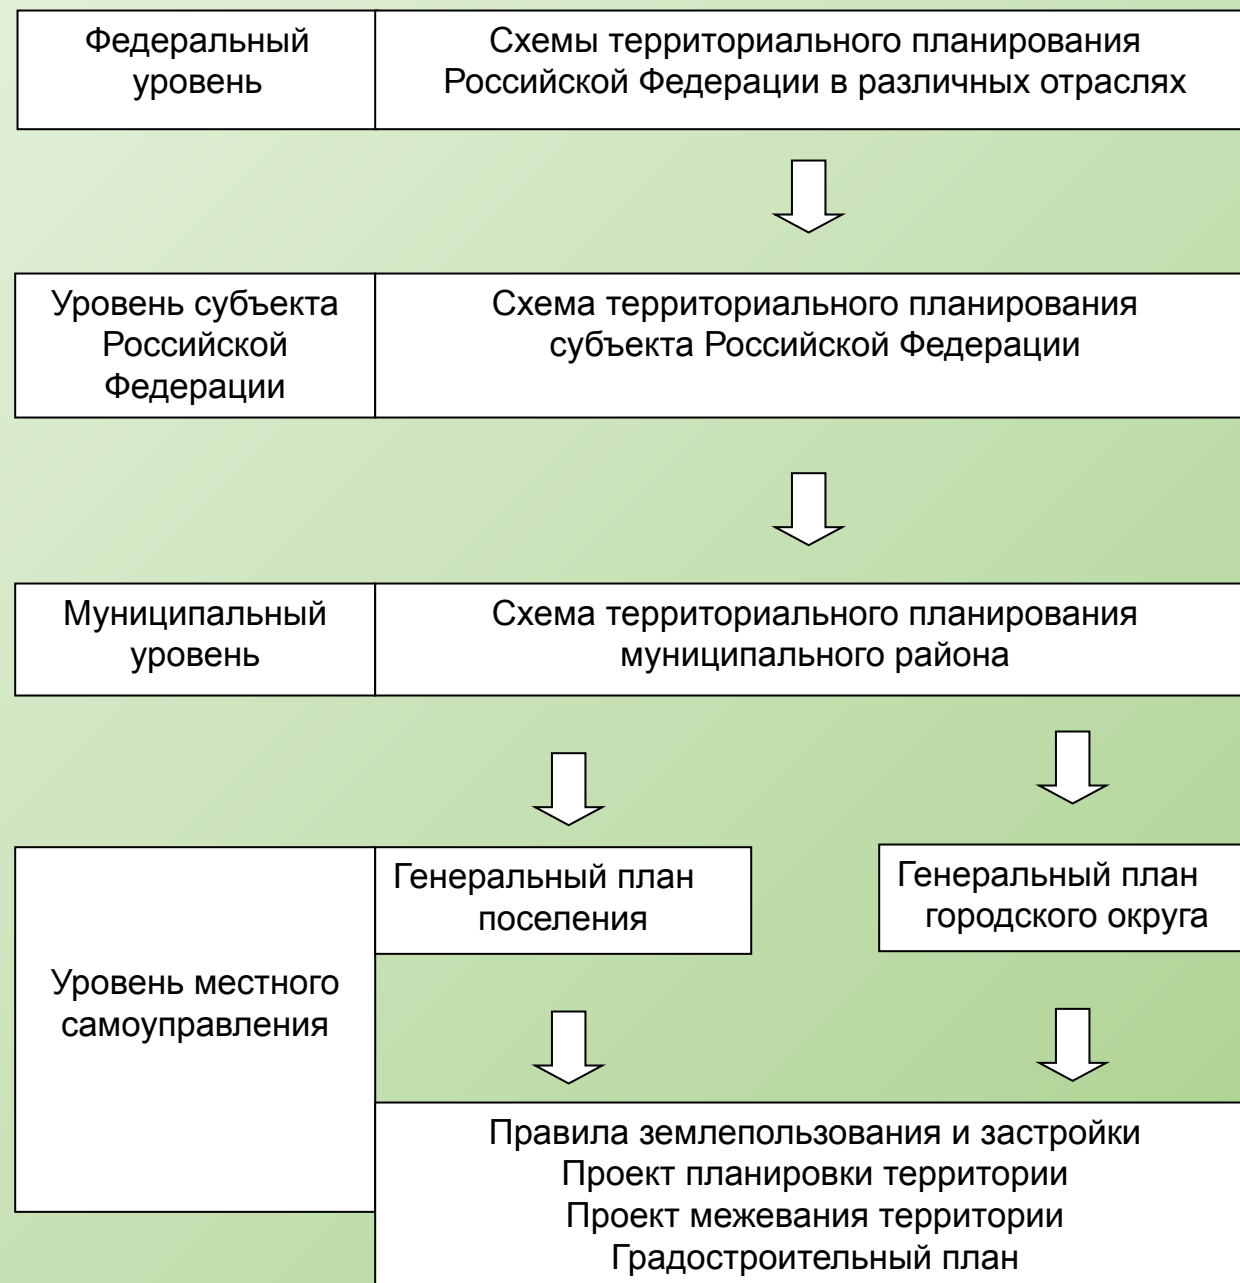 Федеральный
уровень
Схемы территориального планирования
Российской Федерации в различных отраслях
Уровень субъекта
Российской
Федерации
Схема территориального планирования
субъекта Российской Федерации
Муниципальный
уровень
Схема территориального планирования
муниципального района
Уровень местного
самоуправления
Генеральный план
поселения
Генеральный план
городского округа
Правила землепользования и застройки
Проект планировки территории
Проект межевания территории
Градостроительный план